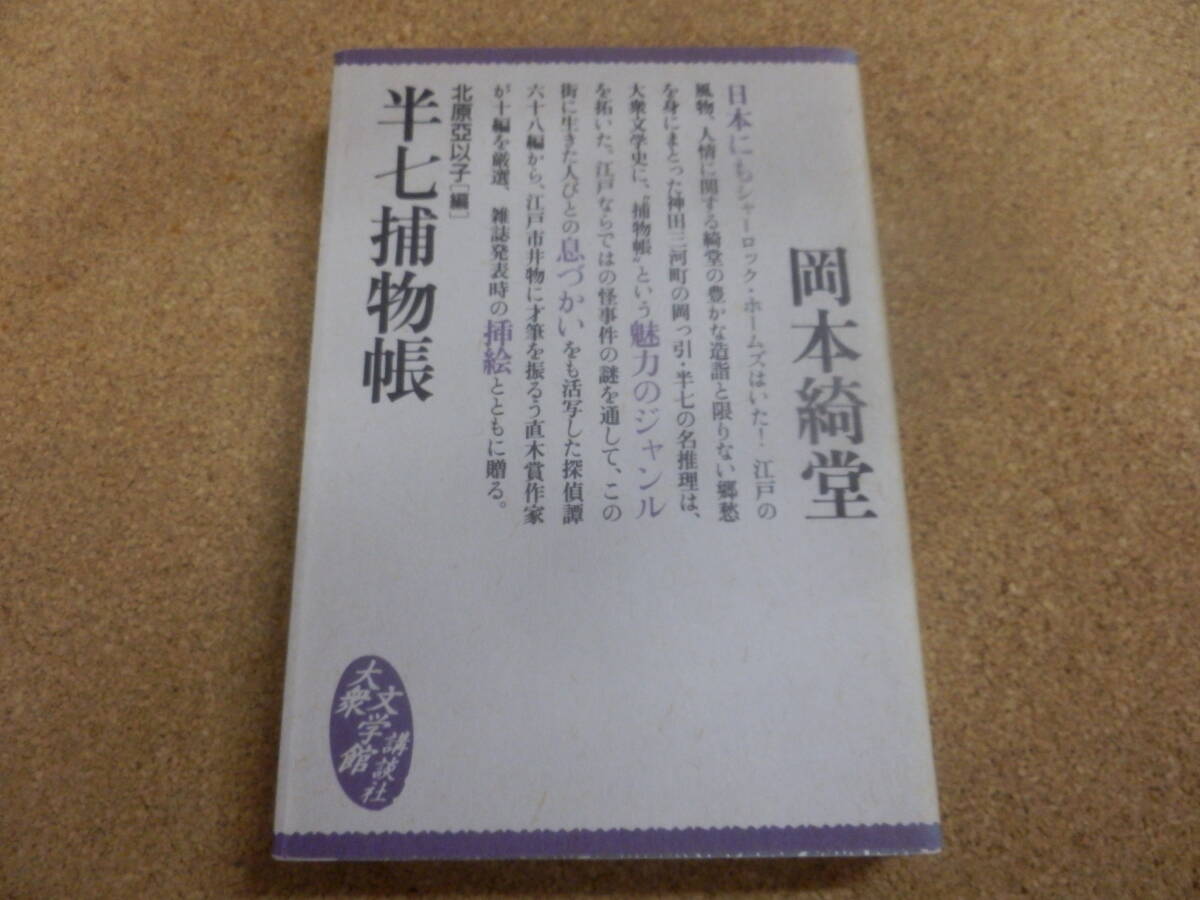 岡本綺堂
日本にもシャーロック・ホームズはいた！ 江戸の
風物、人情に関する綺堂の豊かな造詣と限りない郷愁
を身にまとった神田三河町の岡っ引・半七の名推理は、
大衆文学史に、〝捕物帳〟という魅力のジャンル
を拓いた。江戸ならではの怪事件の謎を通して、この
街に生きた人びとの息づかいをも活写した探偵譚
六十八編から、江戸市井物に才筆を振るう直木賞作家
が十編を厳選、雑誌発表時の挿絵とともに贈る。
北原亞以子［編］
半七捕物帳
大衆文学館
講談社